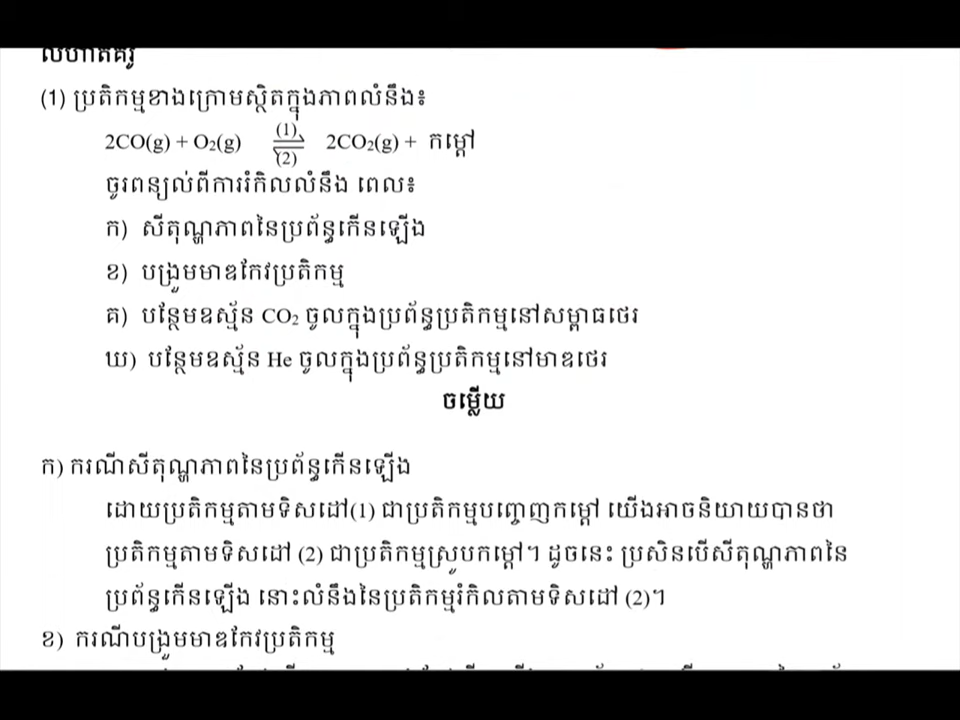 លំហាត់គំរូ
(1) ប្រតិកម្មខាងក្រោមស្ថិតក្នុងភាពលំនឹង៖
2CO(g) + O₂(g) (1) (2) 2CO₂(g) + កម្តៅ
ចូរពន្យល់ពីការរំកិលលំនឹង ពេល៖
ក) សីតុណ្ហភាពនៃប្រព័ន្ធកើនឡើង
ខ) បង្រួមមាឌកែវប្រតិកម្ម
គ) បន្ថែមឧស្ម័ន CO₂ ចូលក្នុងប្រព័ន្ធប្រតិកម្មនៅសម្ពាធថេរ
ឃ) បន្ថែមឧស្ម័ន He ចូលក្នុងប្រព័ន្ធប្រតិកម្មនៅមាឌថេរ
ចម្លើយ
ក) ករណីសីតុណ្ហភាពនៃប្រព័ន្ធកើនឡើង
ដោយប្រតិកម្មតាមទិសដៅ(1) ជាប្រតិកម្មបញ្ចេញកម្តៅ យើងអាចនិយាយបានថា
ប្រតិកម្មតាមទិសដៅ (2) ជាប្រតិកម្មស្រូបកម្តៅ។ ដូចនេះ ប្រសិនបើសីតុណ្ហភាពនៃ
ប្រព័ន្ធកើនឡើង នោះលំនឹងនៃប្រតិកម្មរំកិលតាមទិសដៅ (2)។
ខ) ករណីបង្រួមមាឌកែវប្រតិកម្ម